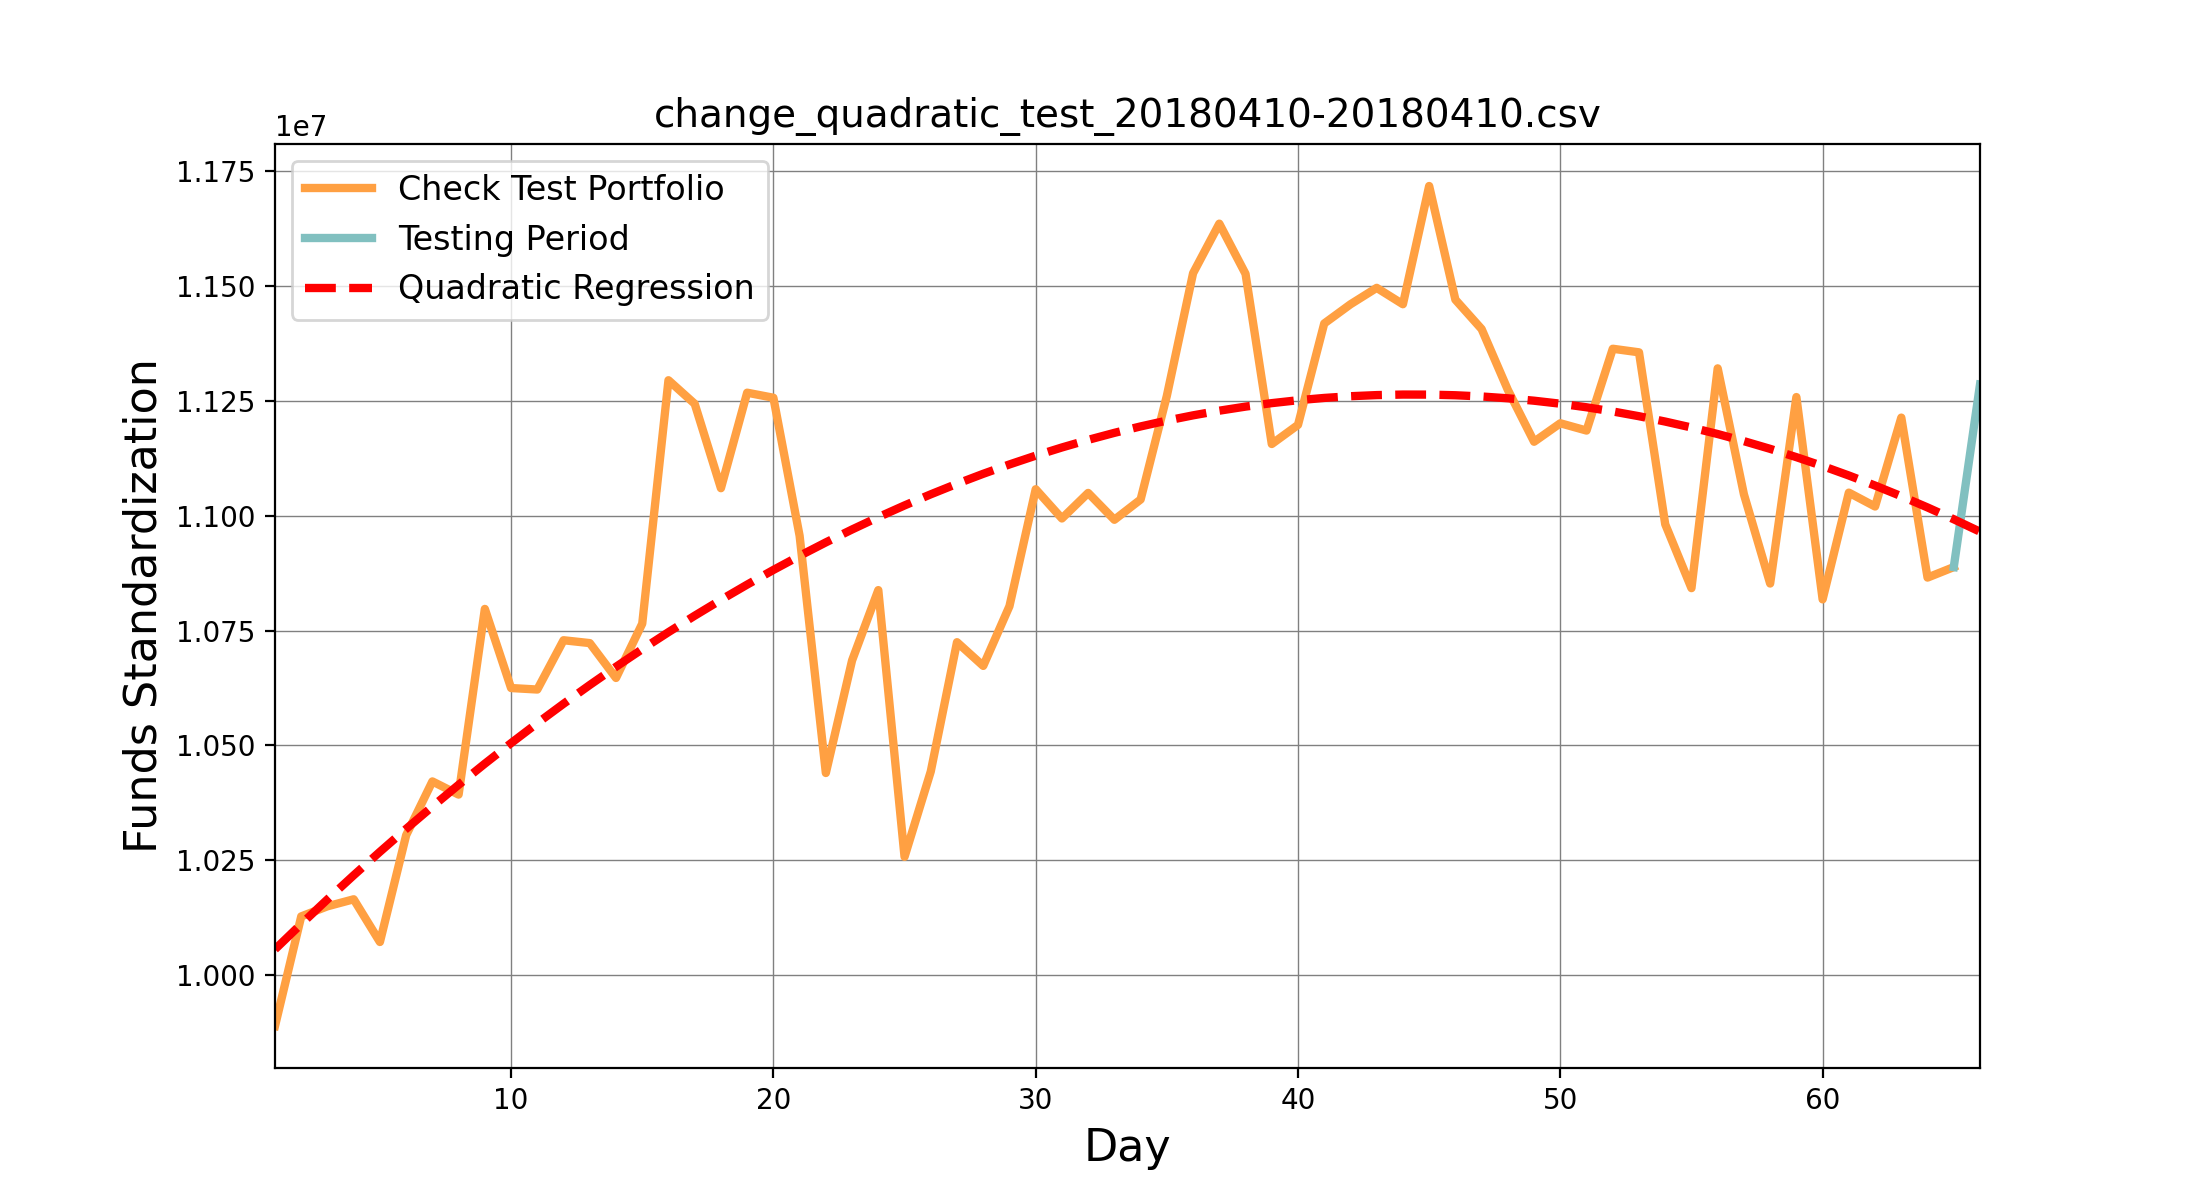 change_quadratic_test_20180410-20180410.csv
1e7
Check Test Portfolio
Testing Period
Quadratic Regression
1.175
1.150
1.125
1.100
1.075
1.050
1.025
1.000
Funds Standardization
10 20 30 40 50 60
Day